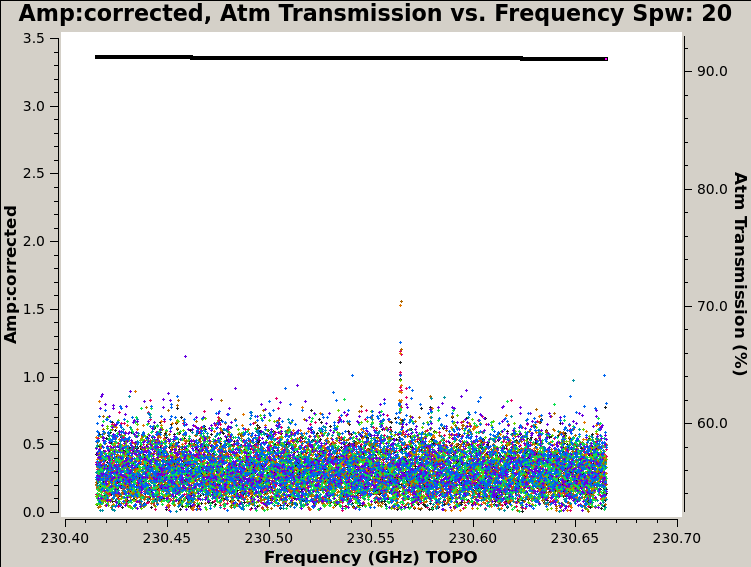 Amp:corrected, Atm Transmission vs. Frequency Spw: 20
3.5
3.0
2.5
2.0
1.5
1.0
0.5
0.0
Amp:corrected
90.0
80.0
70.0
60.0
Atm Transmission (%)
230.40 230.45 230.50 230.55 230.60 230.65 230.70
Frequency (GHz) TOPO